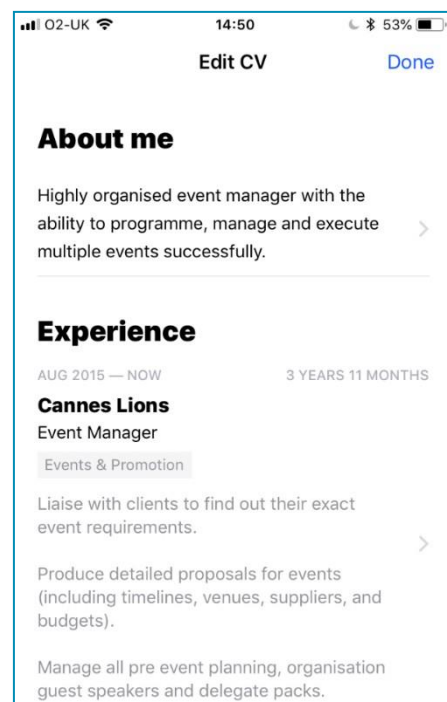 O2-UK 14:50 53%
Edit CV Done
About me
Highly organised event manager with the
ability to programme, manage and execute
multiple events successfully.
Experience
AUG 2015 — NOW 3 YEARS 11 MONTHS
Cannes Lions
Event Manager
Events & Promotion
Liaise with clients to find out their exact
event requirements.
Produce detailed proposals for events
(including timelines, venues, suppliers, and
budgets).
Manage all pre event planning, organisation
guest speakers and delegate packs.